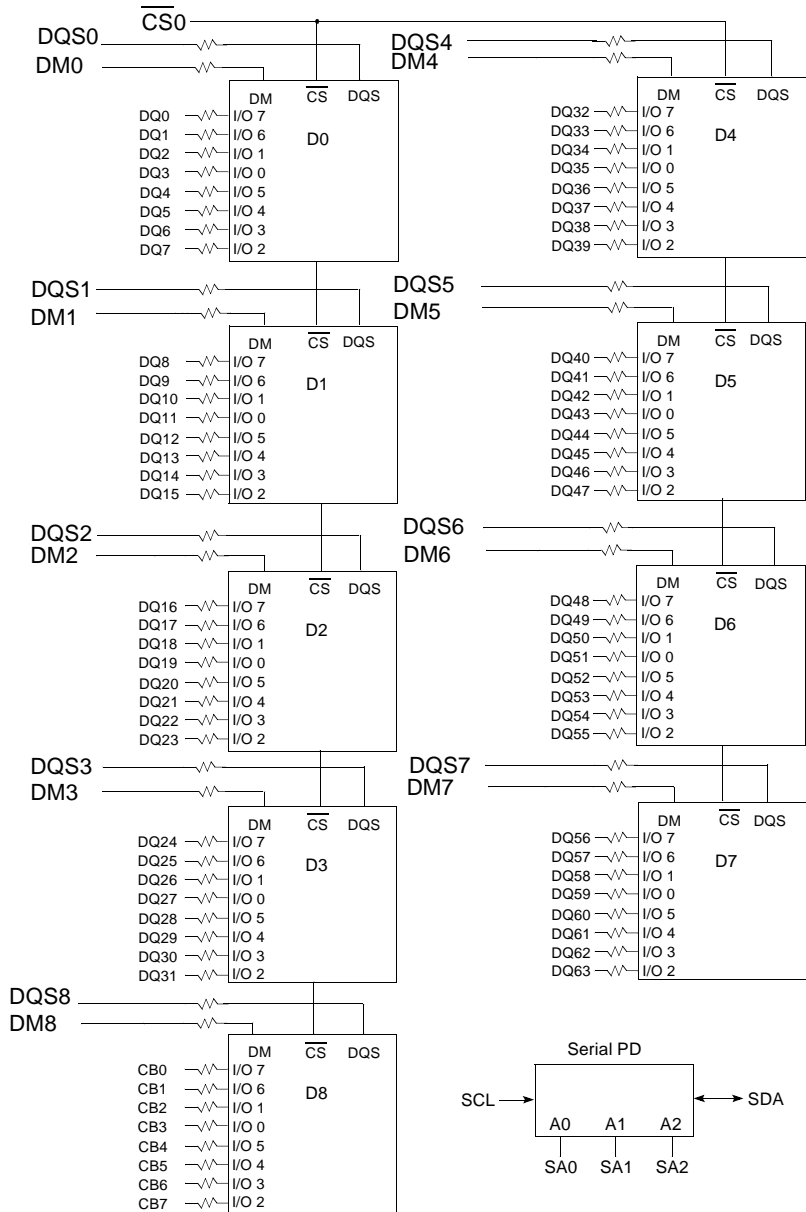 CS0
DQS0
DM0
DM CS DQS
D0
DQ0 I/O 7
DQ1 I/O 6
DQ2 I/O 1
DQ3 I/O 0
DQ4 I/O 5
DQ5 I/O 4
DQ6 I/O 3
DQ7 I/O 2
DQS1
DM1
DM CS DQS
D1
DQ8 I/O 7
DQ9 I/O 6
DQ10 I/O 1
DQ11 I/O 0
DQ12 I/O 5
DQ13 I/O 4
DQ14 I/O 3
DQ15 I/O 2
DQS2
DM2
DM CS DQS
D2
DQ16 I/O 7
DQ17 I/O 6
DQ18 I/O 1
DQ19 I/O 0
DQ20 I/O 5
DQ21 I/O 4
DQ22 I/O 3
DQ23 I/O 2
DQS3
DM3
DM CS DQS
D3
DQ24 I/O 7
DQ25 I/O 6
DQ26 I/O 1
DQ27 I/O 0
DQ28 I/O 5
DQ29 I/O 4
DQ30 I/O 3
DQ31 I/O 2
DQS8
DM8
DM CS DQS
D8
CB0 I/O 7
CB1 I/O 6
CB2 I/O 1
CB3 I/O 0
CB4 I/O 5
CB5 I/O 4
CB6 I/O 3
CB7 I/O 2
DQS4
DM4
DM CS DQS
D4
DQ32 I/O 7
DQ33 I/O 6
DQ34 I/O 1
DQ35 I/O 0
DQ36 I/O 5
DQ37 I/O 4
DQ38 I/O 3
DQ39 I/O 2
DQS5
DM5
DM CS DQS
D5
DQ40 I/O 7
DQ41 I/O 6
DQ42 I/O 1
DQ43 I/O 0
DQ44 I/O 5
DQ45 I/O 4
DQ46 I/O 3
DQ47 I/O 2
DQS6
DM6
DM CS DQS
D6
DQ48 I/O 7
DQ49 I/O 6
DQ50 I/O 1
DQ51 I/O 0
DQ52 I/O 5
DQ53 I/O 4
DQ54 I/O 3
DQ55 I/O 2
DQS7
DM7
DM CS DQS
D7
DQ56 I/O 7
DQ57 I/O 6
DQ58 I/O 1
DQ59 I/O 0
DQ60 I/O 5
DQ61 I/O 4
DQ62 I/O 3
DQ63 I/O 2
Serial PD
SCL SDA
A0 A1 A2
SA0 SA1 SA2